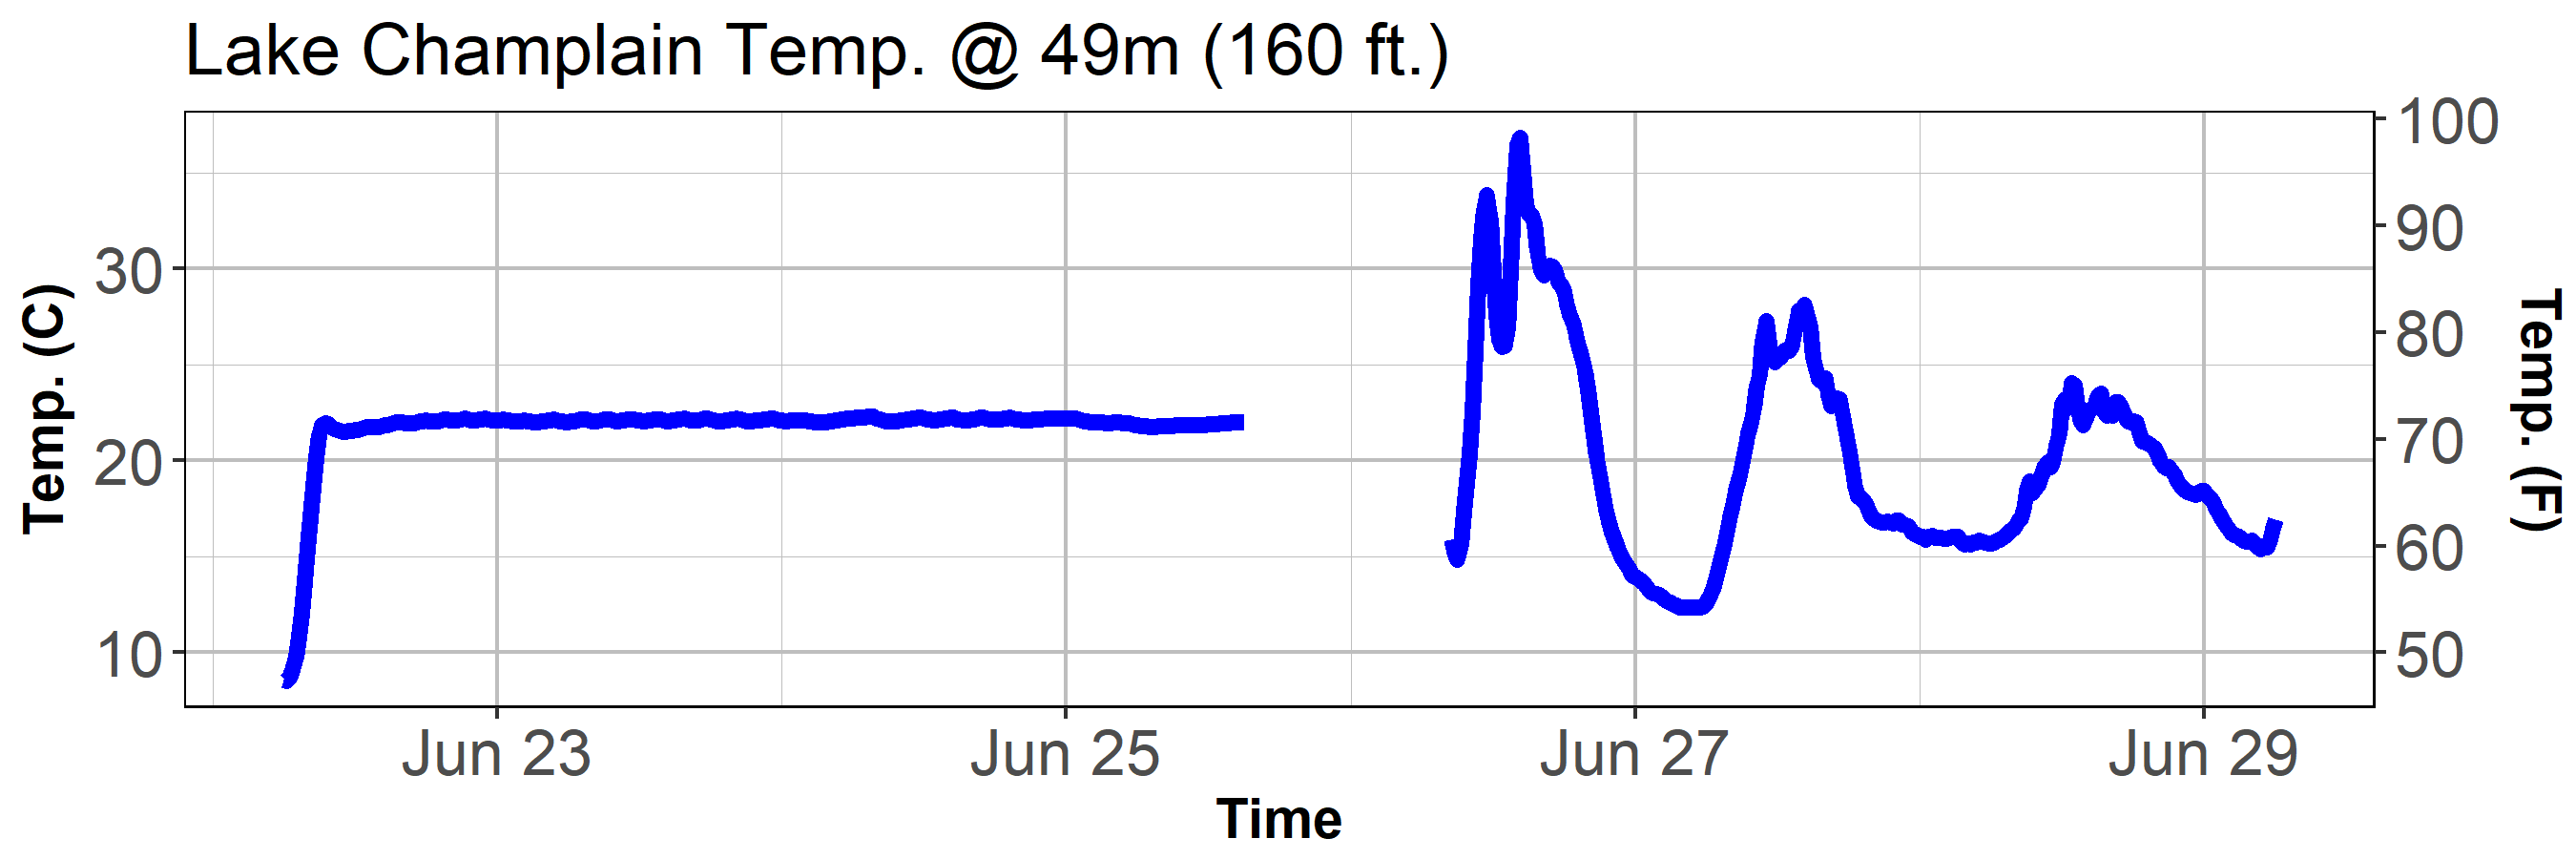 Lake Champlain Temp. @ 49m (160 ft.)
Temp. (C)
30
20
10
100
90
80
70
60
50
Temp. (F)
Jun 23
Jun 25
Jun 27
Jun 29
Time